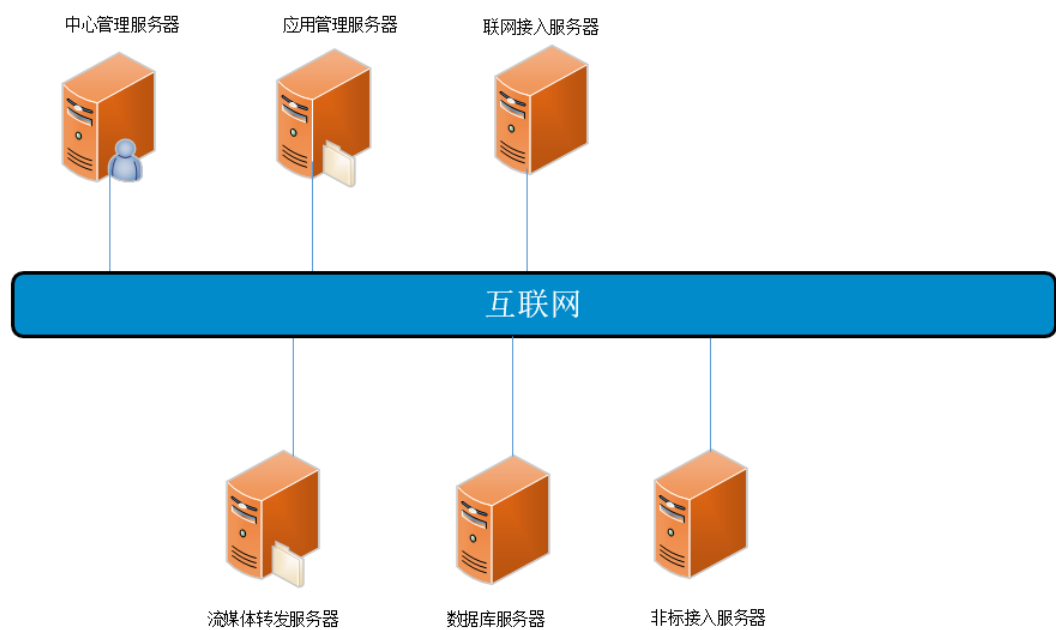 中心管理服务器
应用管理服务器
联网接入服务器
互联网
流媒体转发服务器
数据库服务器
非标接入服务器